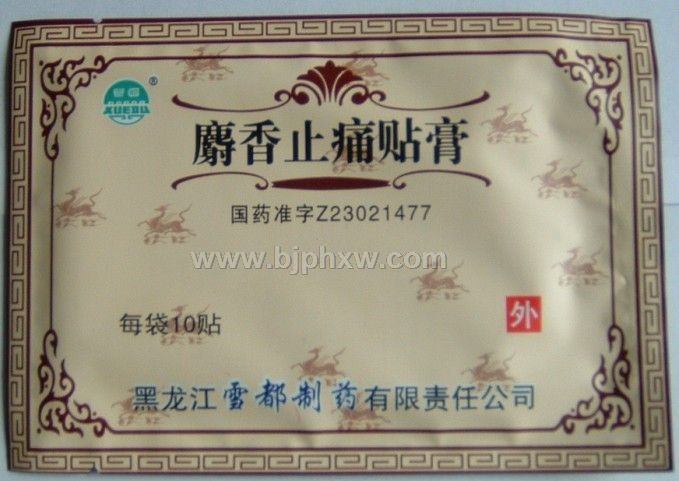 XUEDU
®
麝香止痛贴膏
国药准字Z23021477
www.bjphxw.com
每袋10贴
外
黑龙江雪都制药有限责任公司